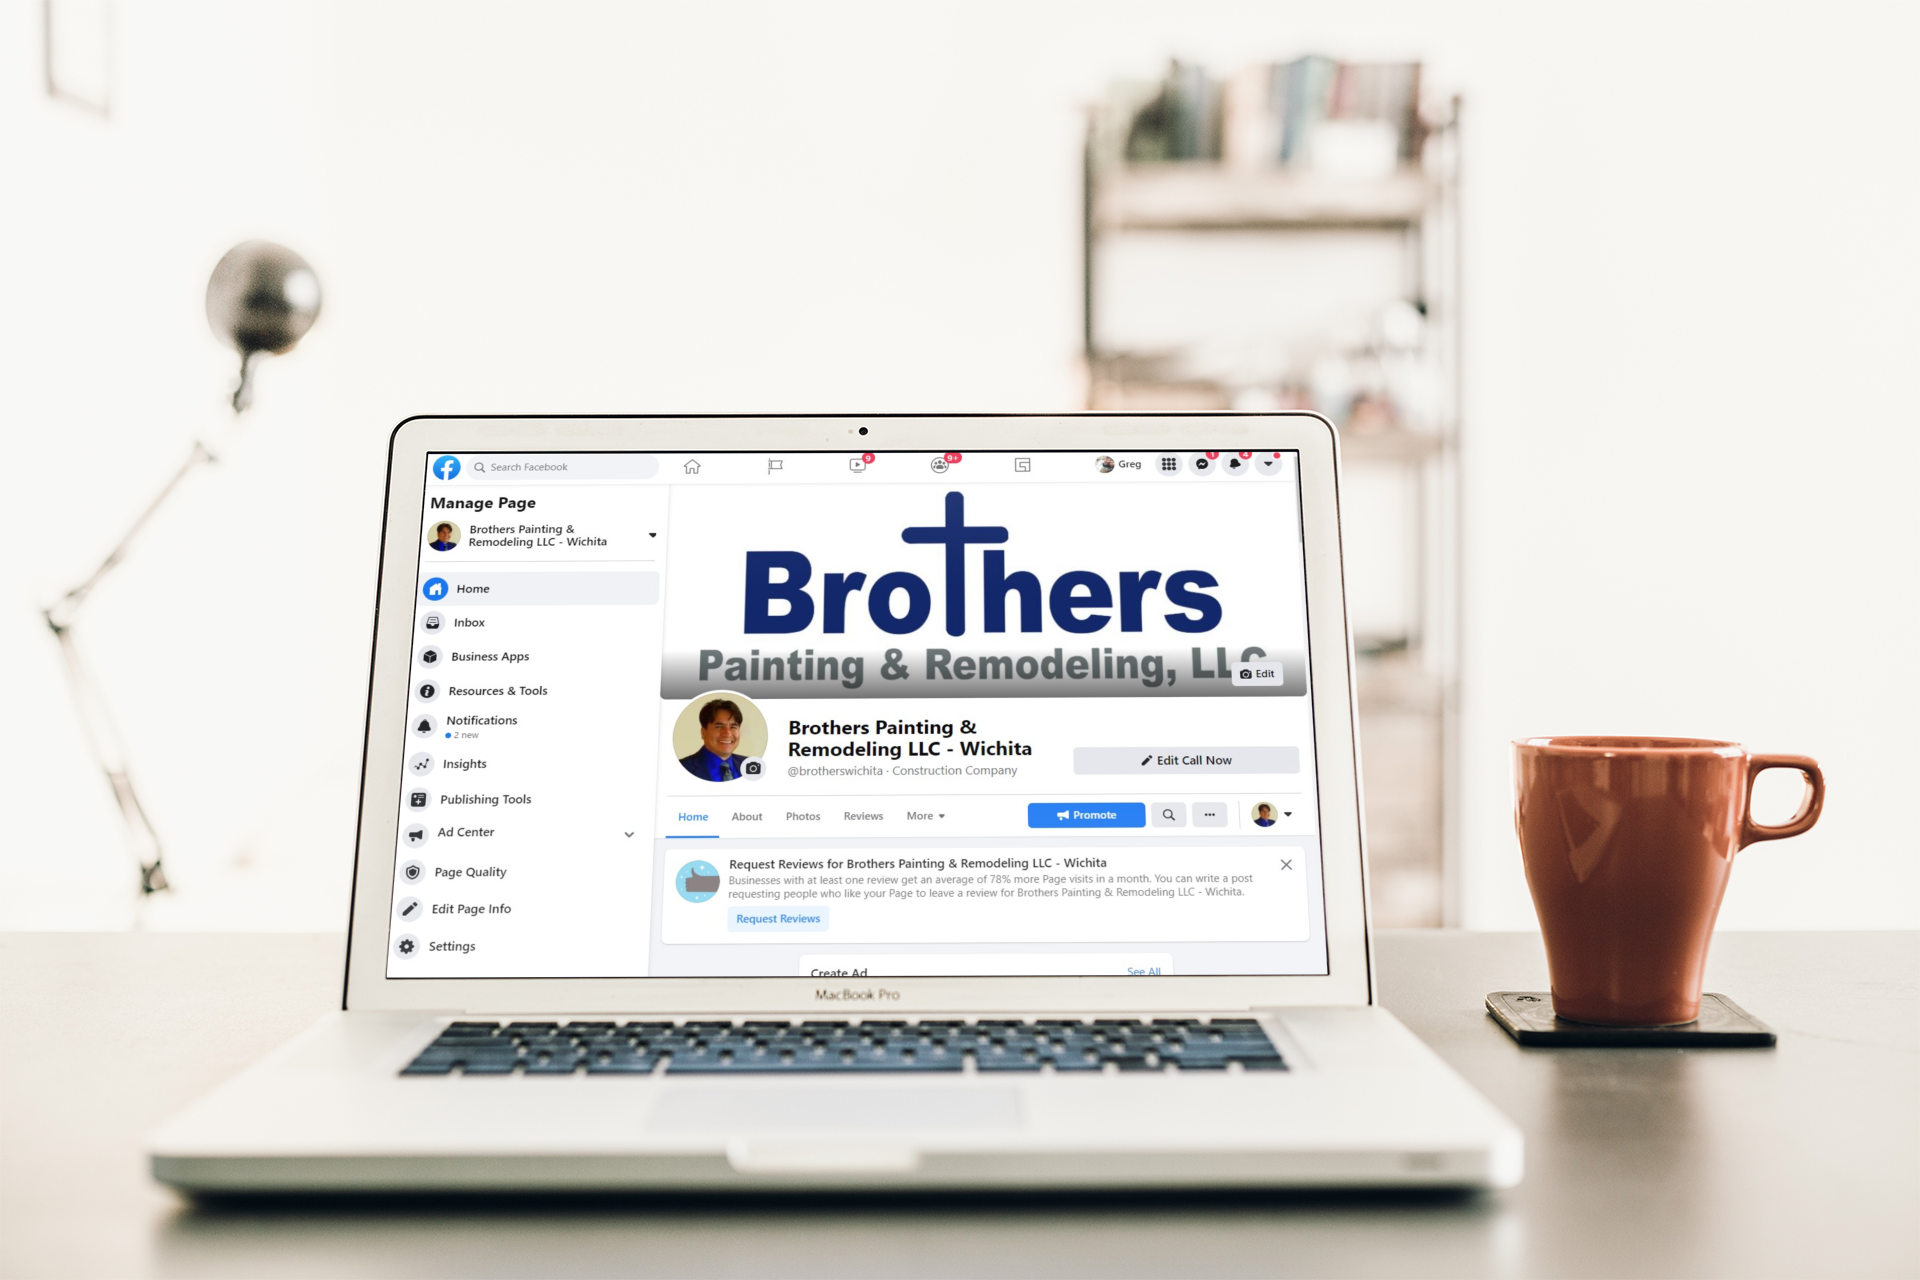 Search Facebook
9
9+
Greg
1
4
Manage Page
Brothers Painting &
Remodeling LLC - Wichita
Home
Inbox
Business Apps
Resources & Tools
Notifications
2 new
Insights
Publishing Tools
Ad Center
Page Quality
Edit Page Info
Settings
Brothers
Painting & Remodeling, LLC
Edit
Brothers Painting &
Remodeling LLC - Wichita
@brotherswichita · Construction Company
Edit Call Now
Home
About
Photos
Reviews
More
Promote
Request Reviews for Brothers Painting & Remodeling LLC - Wichita
Businesses with at least one review get an average of 78% more Page visits in a month. You can write a post
requesting people who like your Page to leave a review for Brothers Painting & Remodeling LLC - Wichita.
Request Reviews
Create Ad
See All
MacBook Pro